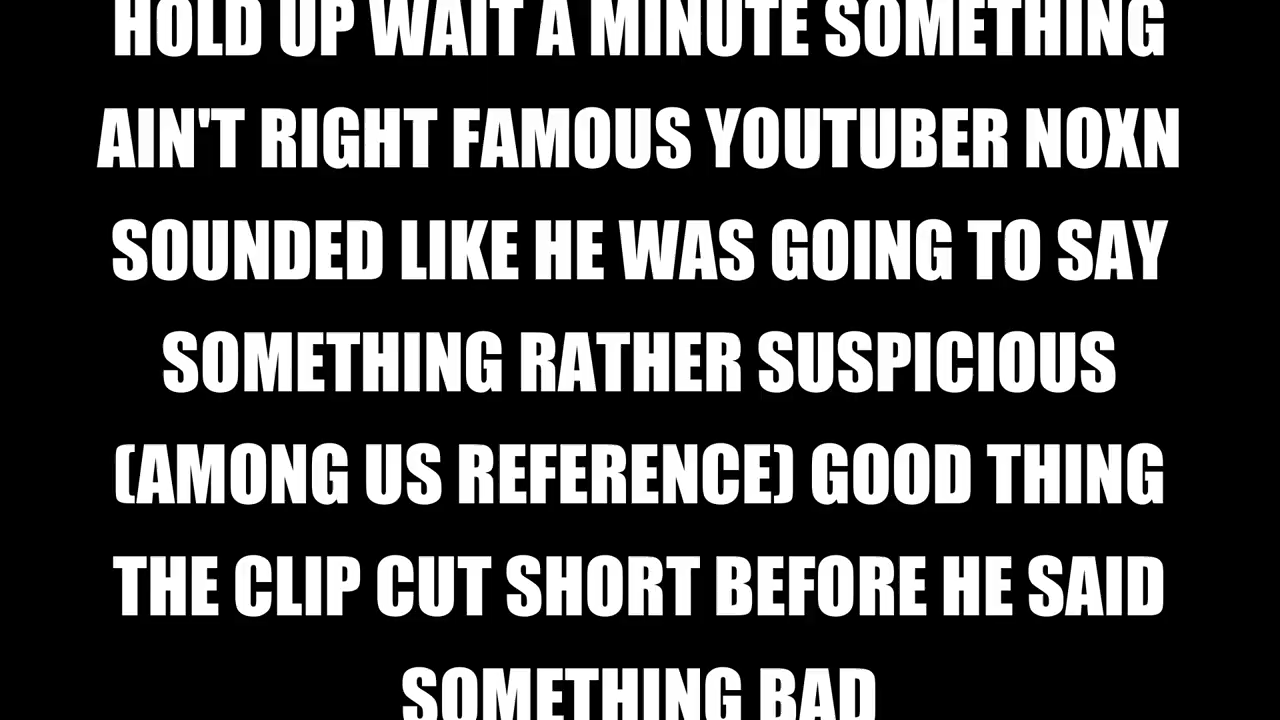 HOLD UP WAIT A MINUTE SOMETHING
AIN'T RIGHT FAMOUS YOUTUBER NOXN
SOUNDED LIKE HE WAS GOING TO SAY
SOMETHING RATHER SUSPICIOUS
(AMONG US REFERENCE) GOOD THING
THE CLIP CUT SHORT BEFORE HE SAID
SOMETHING BAD